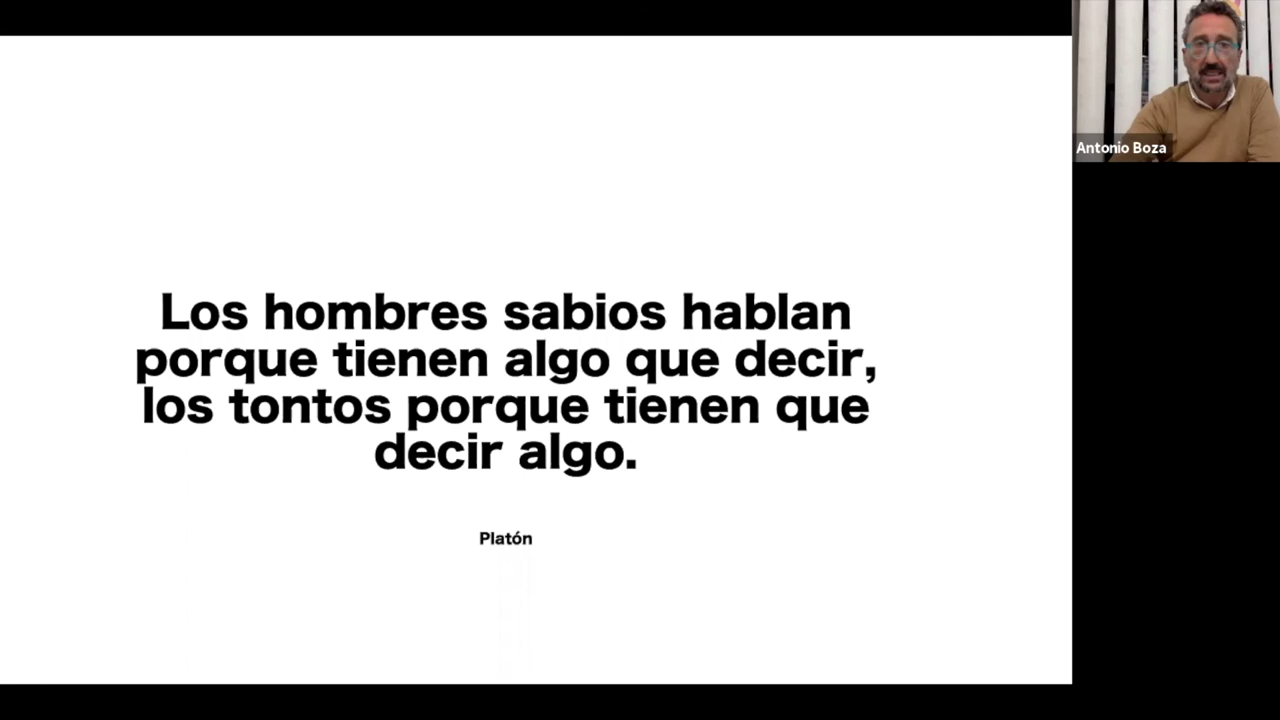 Los hombres sabios hablan
porque tienen algo que decir,
los tontos porque tienen que
decir algo.
Platón
Antonio Boza